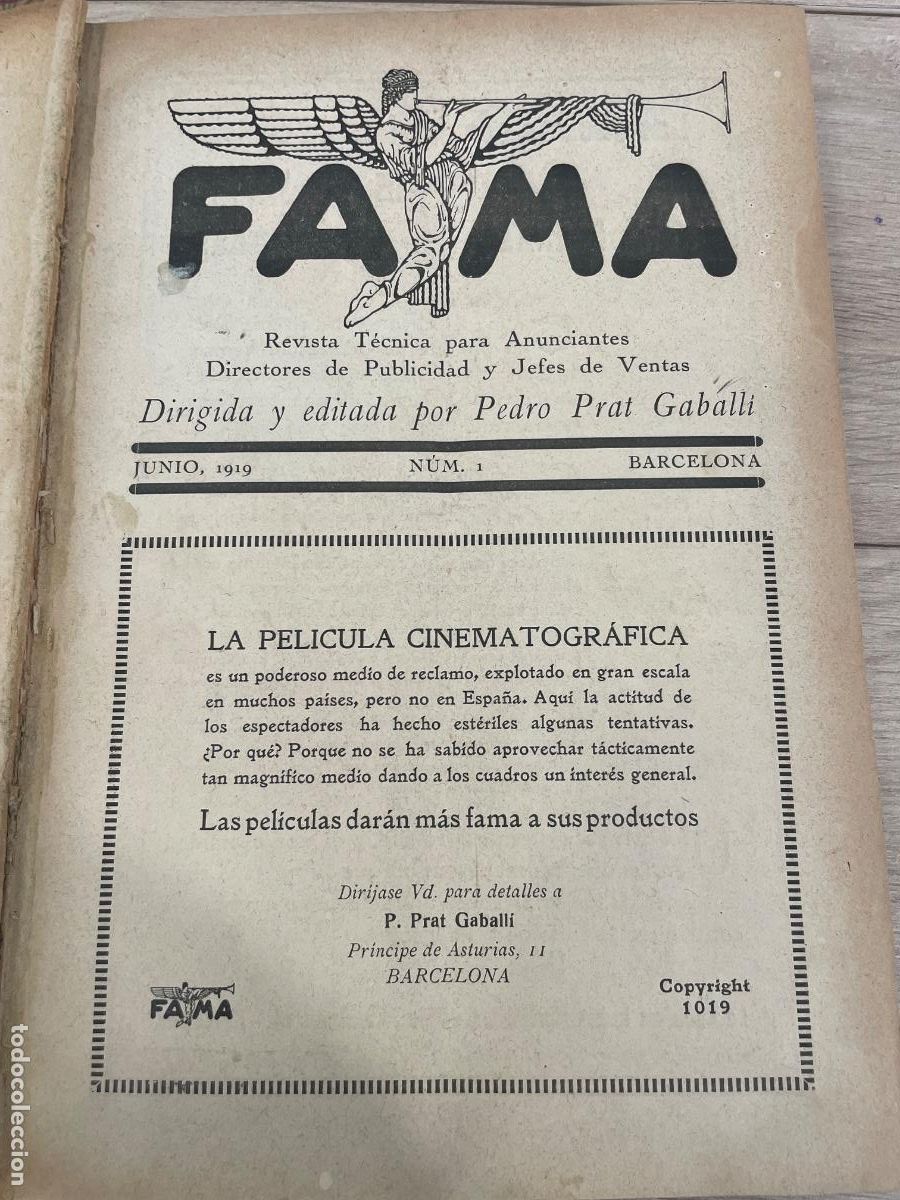 FAMA
Revista Técnica para Anunciantes
Directores de Publicidad y Jefes de Ventas
Dirigida y editada por Pedro Prat Gaballí
JUNIO, 1919 NÚM. 1 BARCELONA
LA PELICULA CINEMATOGRÁFICA
es un poderoso medio de reclamo, explotado en gran escala
en muchos países, pero no en España. Aquí la actitud de
los espectadores ha hecho estériles algunas tentativas.
¿Por qué? Porque no se ha sabido aprovechar tácticamente
tan magnífico medio dando a los cuadros un interés general.
Las películas darán más fama a sus productos
Diríjase Vd. para detalles a
P. Prat Gaballí
Príncipe de Asturias, 11
BARCELONA
FAMA
Copyright
1019
todocoleccion